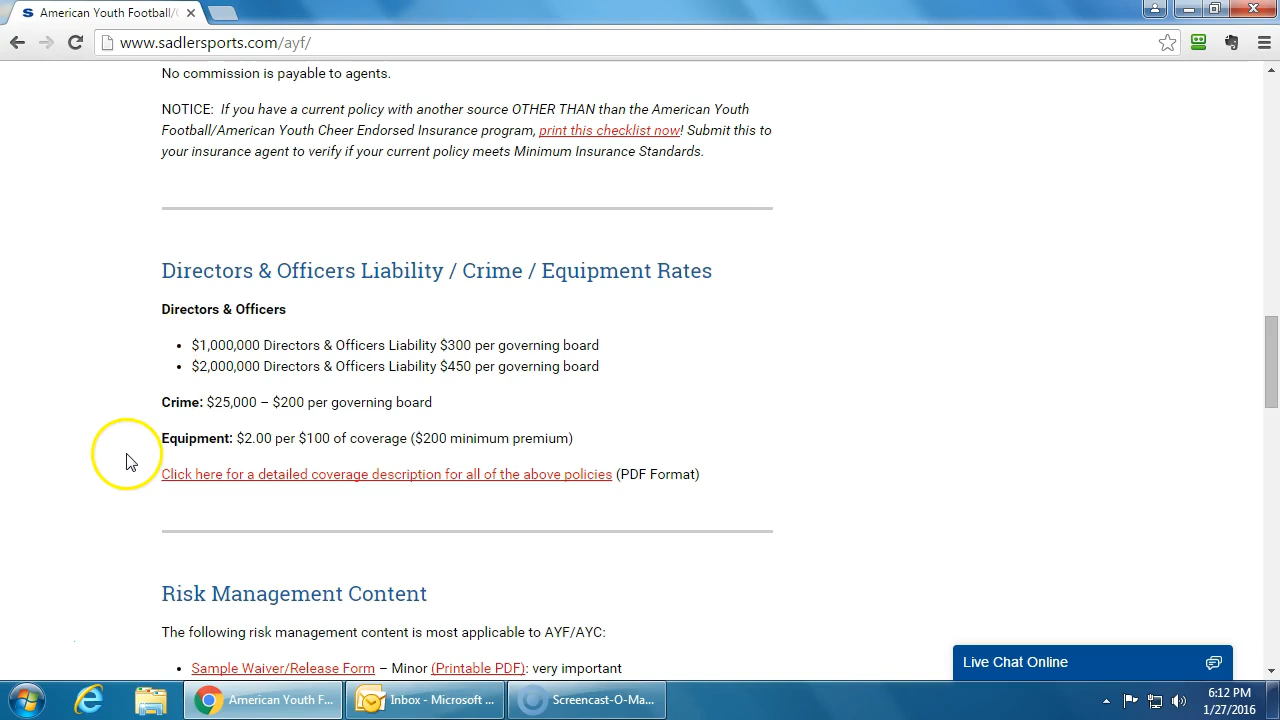 American Youth Football/
www.sadlersports.com/ayf/
No commission is payable to agents.
NOTICE: If you have a current policy with another source OTHER THAN than the American Youth
Football/American Youth Cheer Endorsed Insurance program, print this checklist now! Submit this to
your insurance agent to verify if your current policy meets Minimum Insurance Standards.
Directors & Officers Liability / Crime / Equipment Rates
Directors & Officers
• $1,000,000 Directors & Officers Liability $300 per governing board
• $2,000,000 Directors & Officers Liability $450 per governing board
Crime: $25,000 – $200 per governing board
Equipment: $2.00 per $100 of coverage ($200 minimum premium)
Click here for a detailed coverage description for all of the above policies (PDF Format)
Risk Management Content
The following risk management content is most applicable to AYF/AYC:
• Sample Waiver/Release Form – Minor (Printable PDF): very important
Live Chat Online
American Youth F...
Inbox - Microsoft ...
Screencast-O-Ma...
6:12 PM
1/27/2016